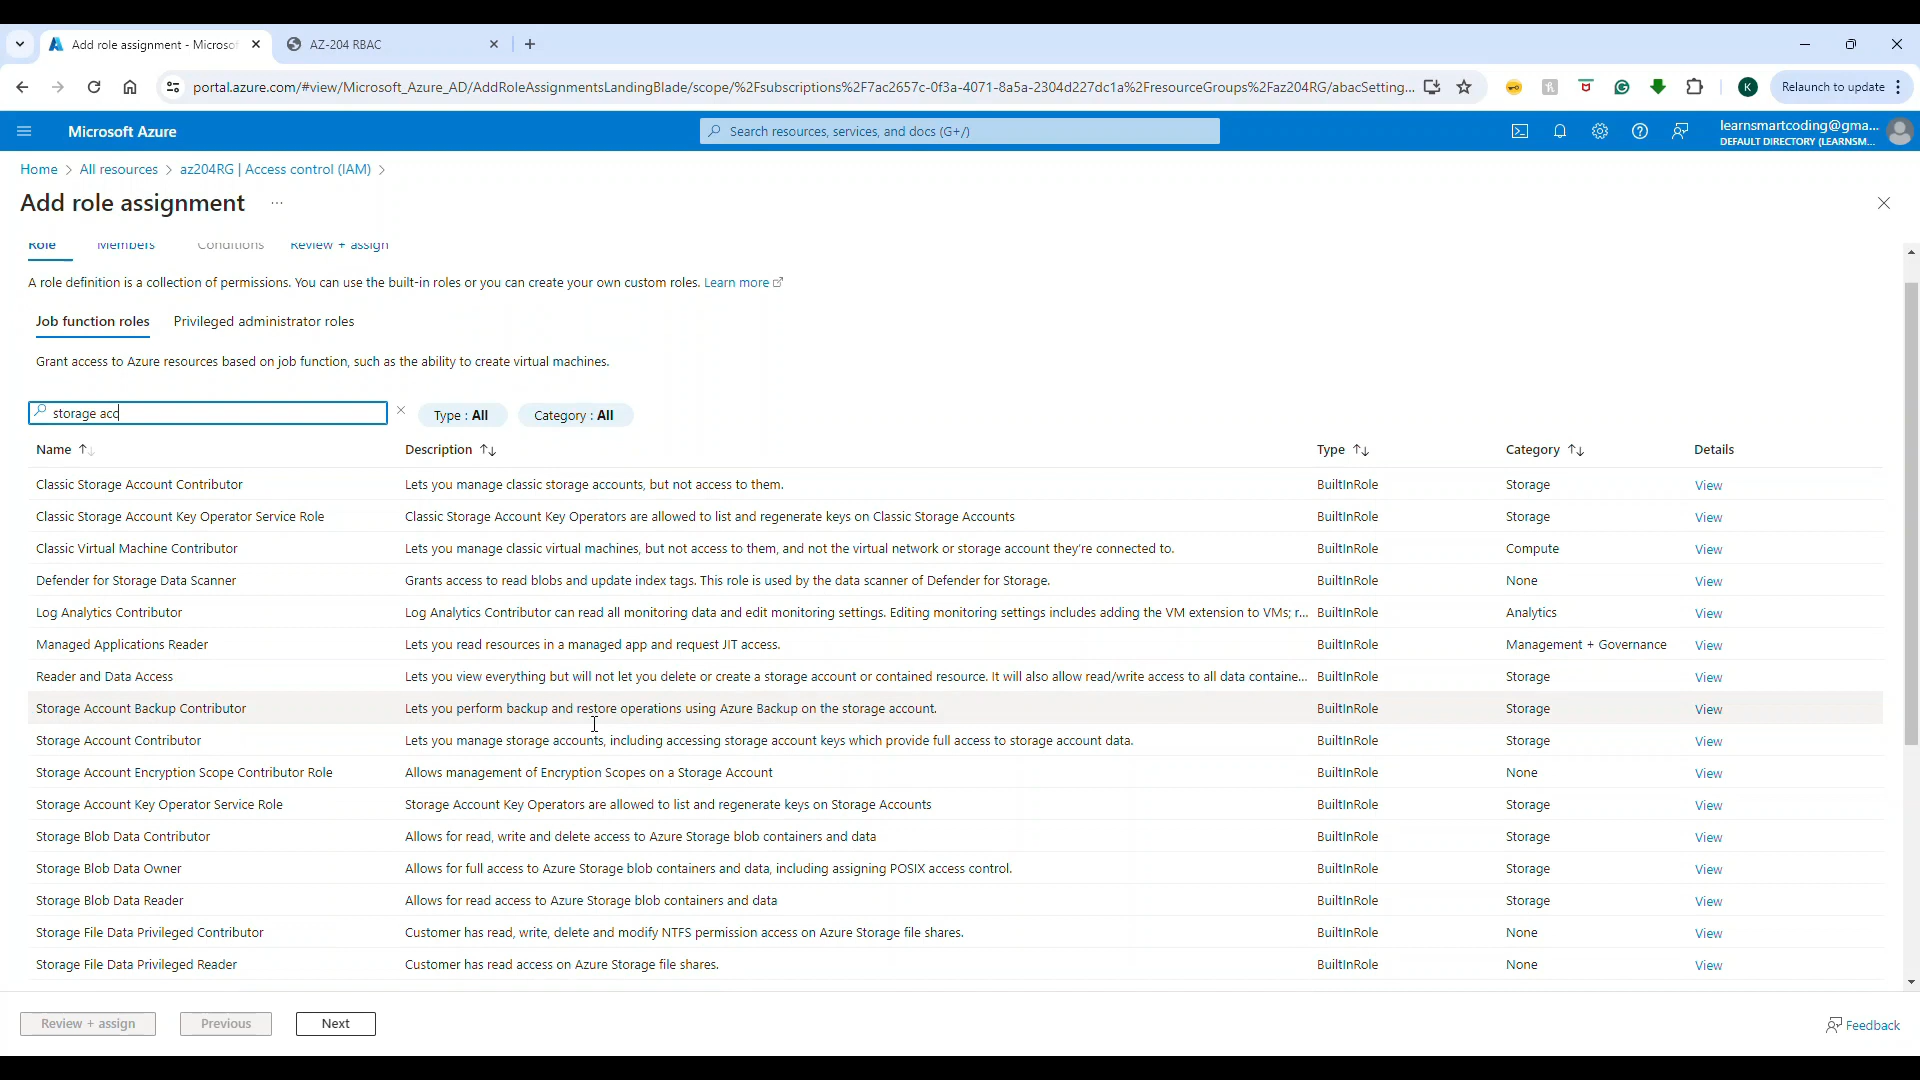 Add role assignment - Microsof
AZ-204 RBAC
portal.azure.com/#view/Microsoft_Azure_AD/AddRoleAssignmentsLandingBlade/scope/%2Fsubscriptions%2F7ac2657c-0f3a-4071-8a5a-2304d227dc1a%2FresourceGroups%2Faz204RG/abacSetting...
K
Relaunch to update
Microsoft Azure
Search resources, services, and docs (G+/)
learnsmartcoding@gma...
DEFAULT DIRECTORY (LEARNSM...
Home > All resources > az204RG | Access control (IAM) >
Add role assignment ...
Role Members Conditions Review + assign
A role definition is a collection of permissions. You can use the built-in roles or you can create your own custom roles. Learn more
Job function roles Privileged administrator roles
Grant access to Azure resources based on job function, such as the ability to create virtual machines.
storage acc
Type : All Category : All
Name Description Type Category Details
Classic Storage Account Contributor Lets you manage classic storage accounts, but not access to them. BuiltInRole Storage View
Classic Storage Account Key Operator Service Role Classic Storage Account Key Operators are allowed to list and regenerate keys on Classic Storage Accounts BuiltInRole Storage View
Classic Virtual Machine Contributor Lets you manage classic virtual machines, but not access to them, and not the virtual network or storage account they're connected to. BuiltInRole Compute View
Defender for Storage Data Scanner Grants access to read blobs and update index tags. This role is used by the data scanner of Defender for Storage. BuiltInRole None View
Log Analytics Contributor Log Analytics Contributor can read all monitoring data and edit monitoring settings. Editing monitoring settings includes adding the VM extension to VMs; r... BuiltInRole Analytics View
Managed Applications Reader Lets you read resources in a managed app and request JIT access. BuiltInRole Management + Governance View
Reader and Data Access Lets you view everything but will not let you delete or create a storage account or contained resource. It will also allow read/write access to all data containe... BuiltInRole Storage View
Storage Account Backup Contributor Lets you perform backup and restore operations using Azure Backup on the storage account. BuiltInRole Storage View
Storage Account Contributor Lets you manage storage accounts, including accessing storage account keys which provide full access to storage account data. BuiltInRole Storage View
Storage Account Encryption Scope Contributor Role Allows management of Encryption Scopes on a Storage Account BuiltInRole None View
Storage Account Key Operator Service Role Storage Account Key Operators are allowed to list and regenerate keys on Storage Accounts BuiltInRole Storage View
Storage Blob Data Contributor Allows for read, write and delete access to Azure Storage blob containers and data BuiltInRole Storage View
Storage Blob Data Owner Allows for full access to Azure Storage blob containers and data, including assigning POSIX access control. BuiltInRole Storage View
Storage Blob Data Reader Allows for read access to Azure Storage blob containers and data BuiltInRole Storage View
Storage File Data Privileged Contributor Customer has read, write, delete and modify NTFS permission access on Azure Storage file shares. BuiltInRole None View
Storage File Data Privileged Reader Customer has read access on Azure Storage file shares. BuiltInRole None View
Review + assign Previous Next Feedback